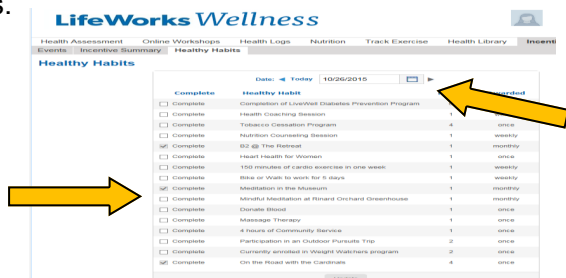 LifeWorks Wellness
Health Assessment Online Workshops Health Logs Nutrition Track Exercise Health Library Incenti
Events Incentive Summary Healthy Habits
Healthy Habits
Date: Today 10/26/2015
Complete Healthy Habit
Complete Completion of LiveWell Diabetes Prevention Program
Complete Health Coaching Session 1 weekly
Complete Tobacco Cessation Program 4 once
Complete Nutrition Counseling Session 1 weekly
Complete B2 @ The Retreat 1 monthly
Complete Heart Health for Women 1 once
Complete 150 minutes of cardio exercise in one week 1 weekly
Complete Bike or Walk to work for 5 days 1 weekly
Complete Meditation in the Museum 1 monthly
Complete Mindful Meditation at Rinard Orchard Greenhouse 1 monthly
Complete Donate Blood 1 once
Complete Massage Therapy 1 once
Complete 4 hours of Community Service 1 once
Complete Participation in an Outdoor Pursuits Trip 2 once
Complete Currently enrolled in Weight Watchers program 2 once
Complete On the Road with the Cardinals 4 once